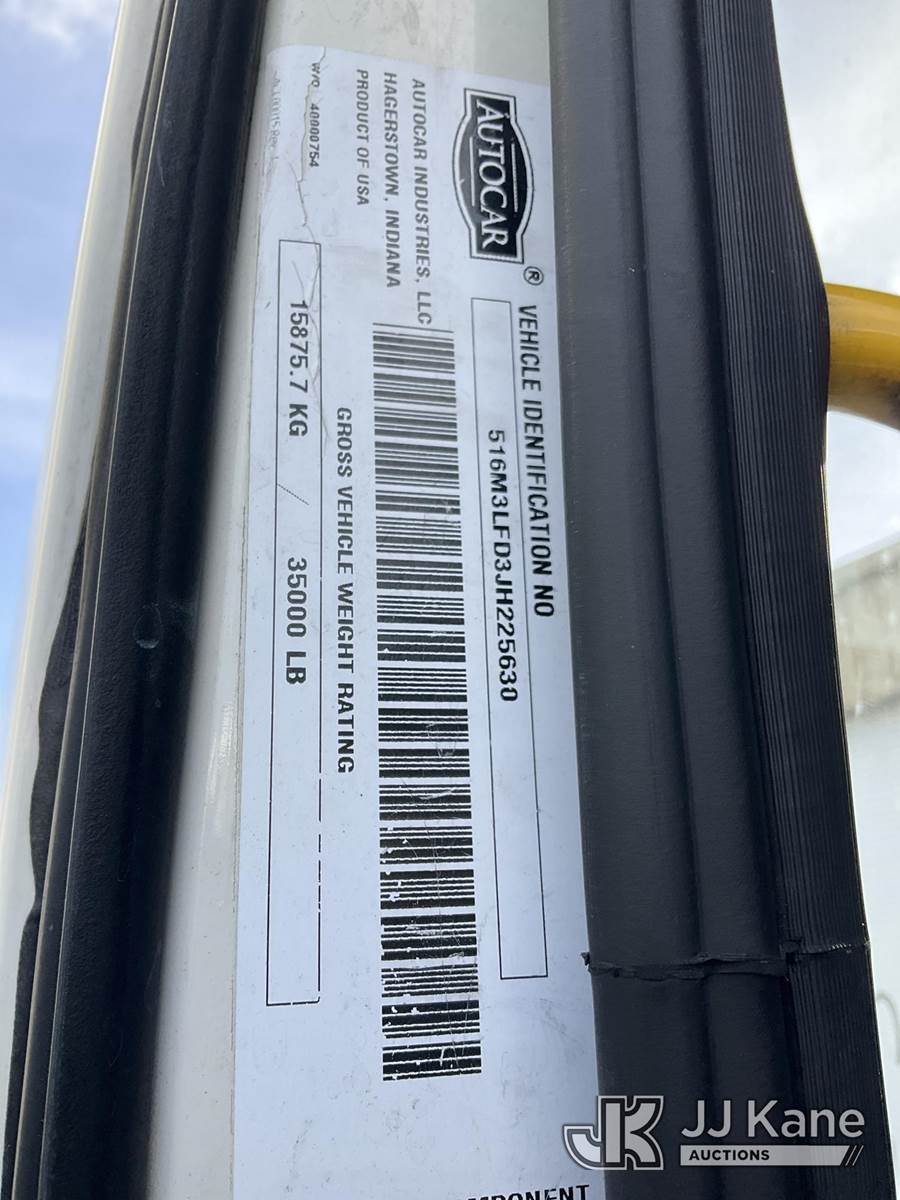 AUTOCAR ®
VEHICLE IDENTIFICATION NO
516M3LFD3JH225630
AUTOCAR INDUSTRIES, LLC
HAGERSTOWN, INDIANA
PRODUCT OF USA
GROSS VEHICLE WEIGHT RATING
15875.7 KG / 35000 LB
W/O 40000754
JK JJ Kane
AUCTIONS